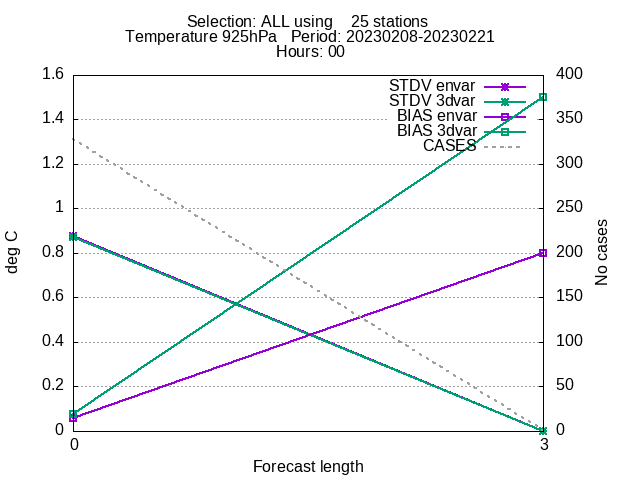 Selection: ALL using    25 stations
Temperature 925hPa   Period: 20230208-20230221
Hours: 00
1.6
1.4
1.2
1
0.8
0.6
0.4
0.2
0
deg C
STDV envar
STDV 3dvar
BIAS envar
BIAS 3dvar
CASES
400
350
300
250
200
150
100
50
0
No cases
0
3
Forecast length